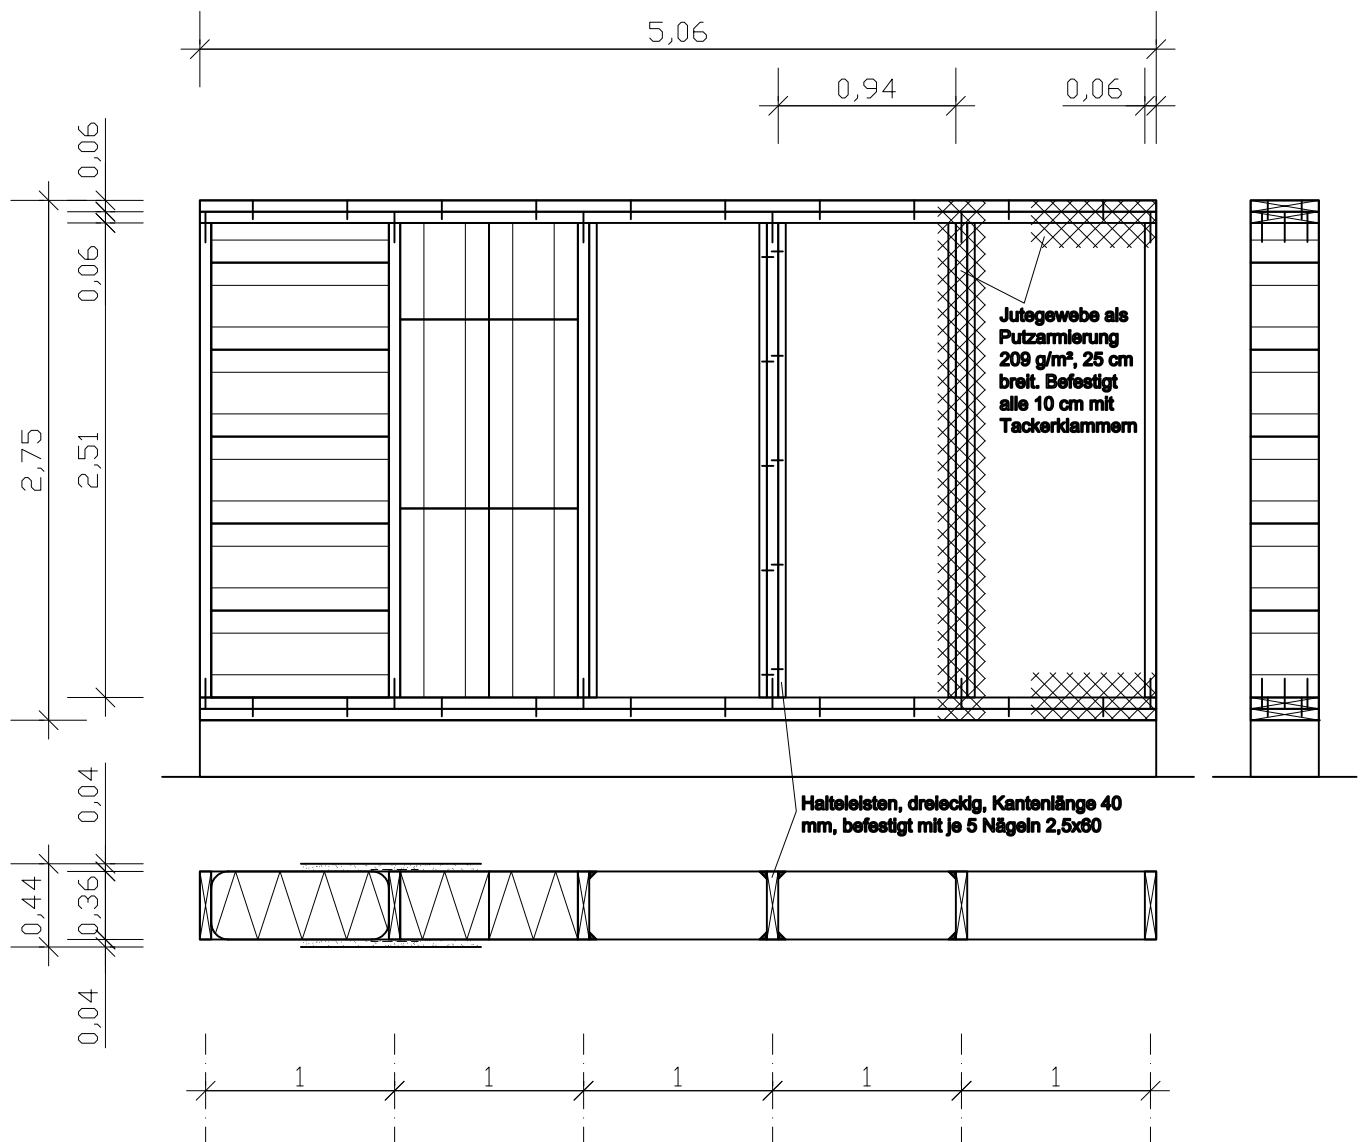 5,06
0,94
0,06
0,06
0,06
2,75
2,51
Jutegewebe als
Putzarmierung
209 g/m², 25 cm
breit. Befestigt
alle 10 cm mit
Tackerklammern
Halteleisten, dreieckig, Kantenlänge 40
mm, befestigt mit je 5 Nägeln 2,5x60
0,04
0,44
0,36
0,04
1
1
1
1
1